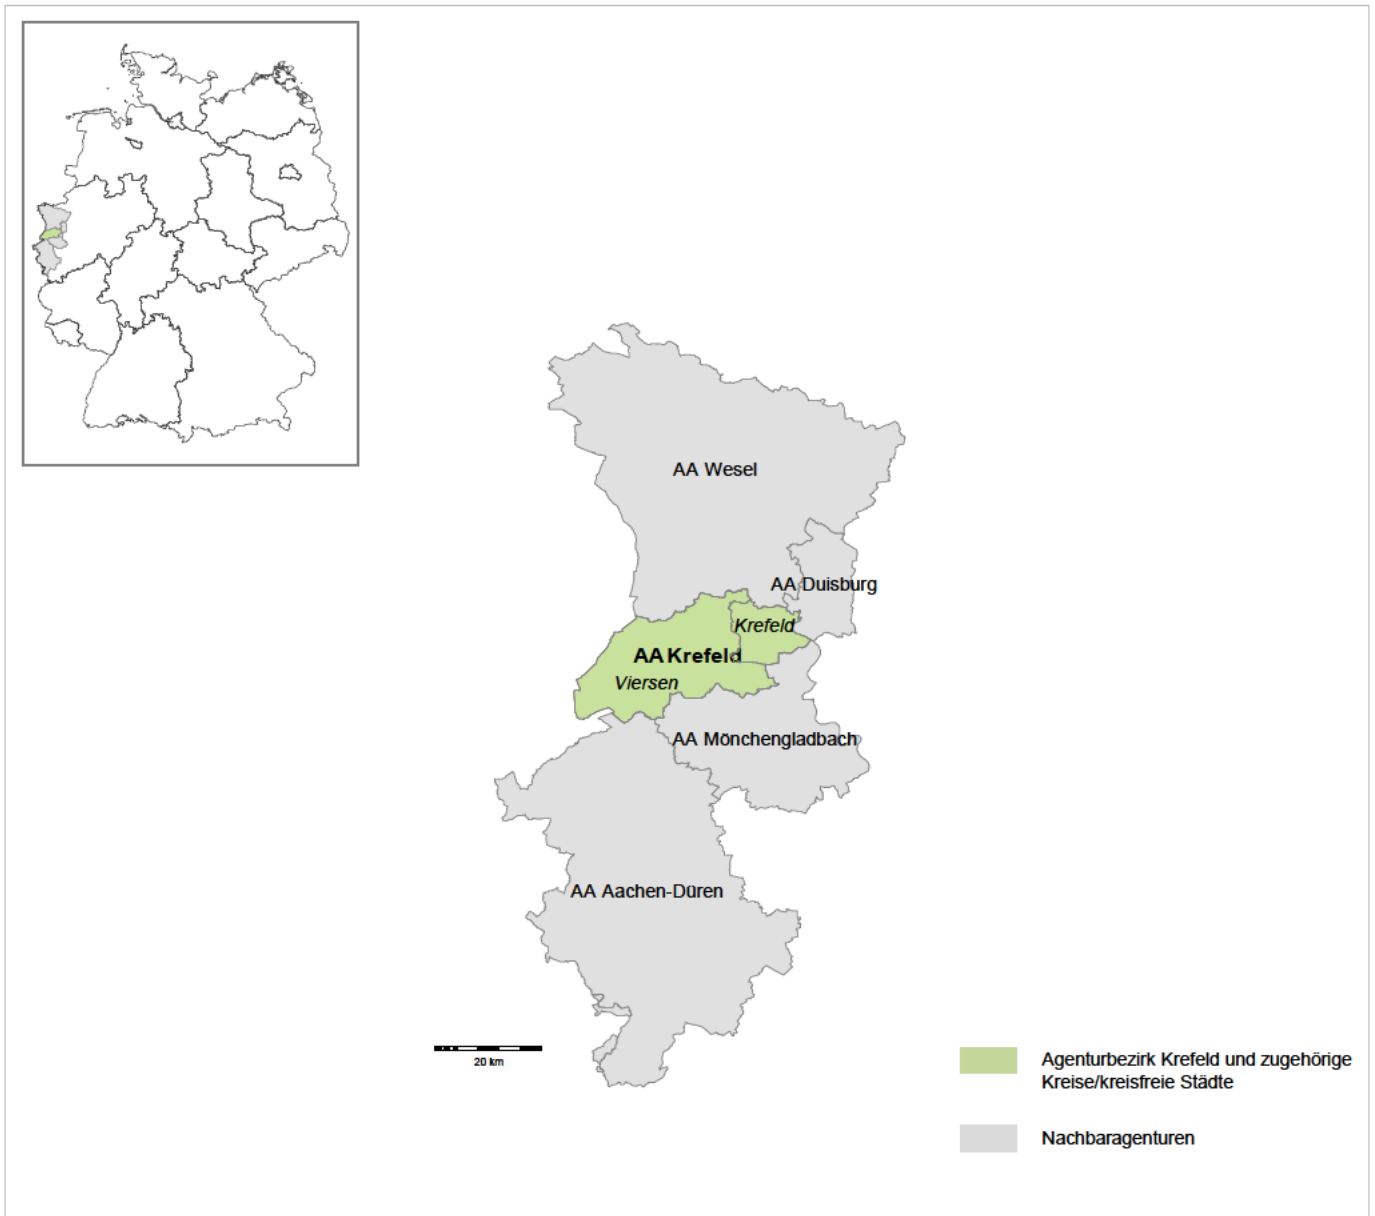 AA Wesel
AA Duisburg
Krefeld
AA Krefeld
Viersen
AA Mönchengladbach
AA Aachen-Düren
20 km
Agenturbezirk Krefeld und zugehörige
Kreise/kreisfreie Städte
Nachbaragenturen